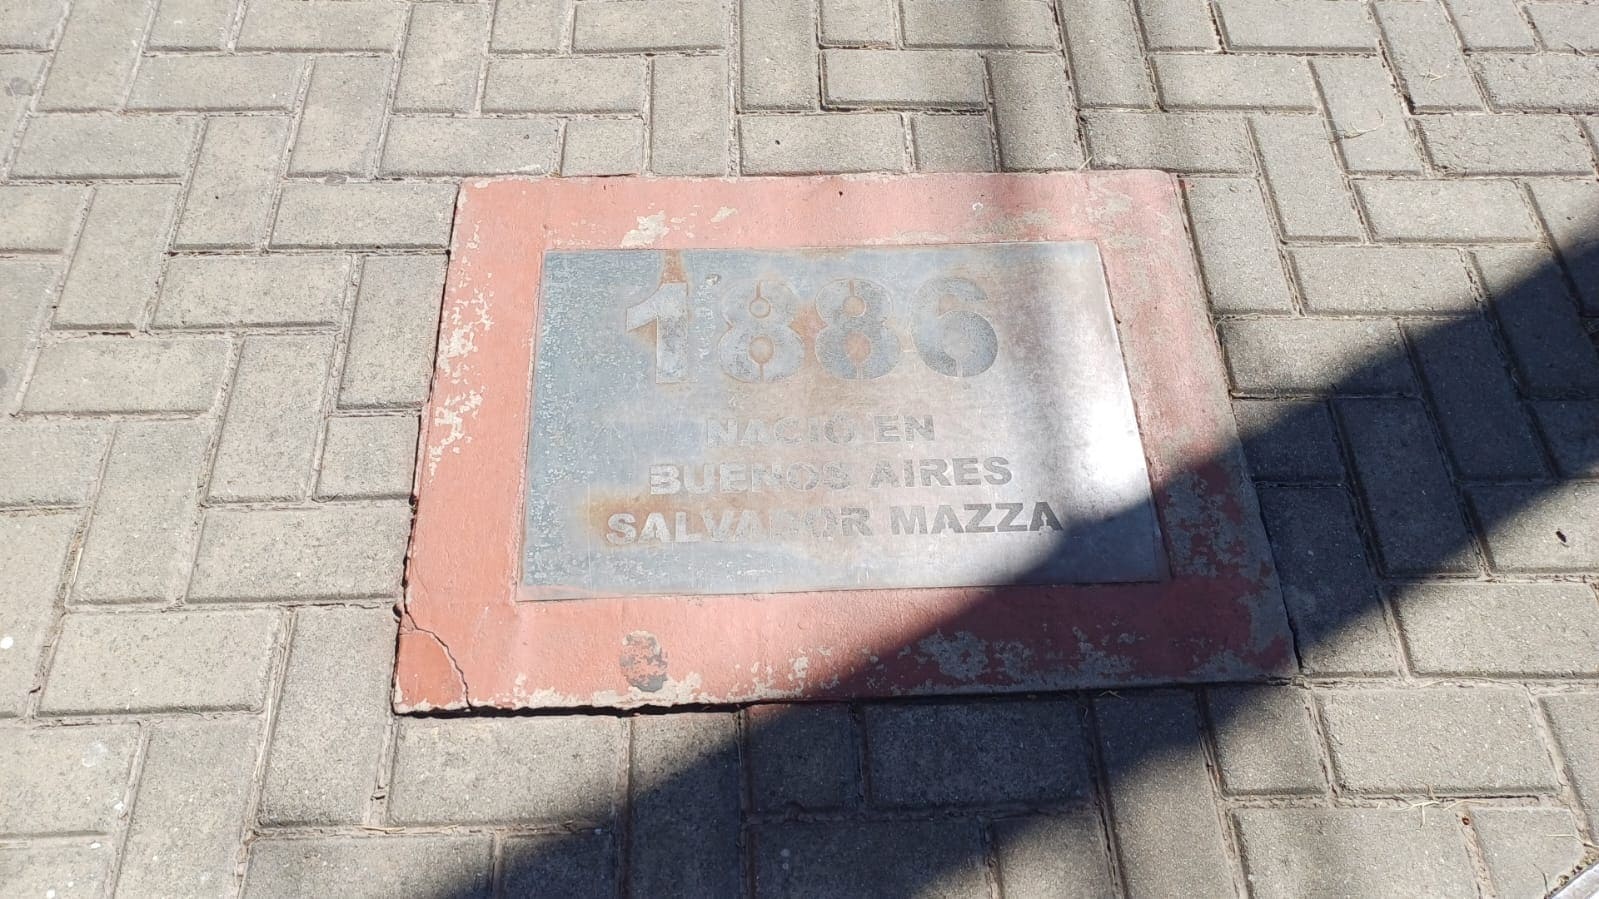 1886
NACIO EN
BUENOS AIRES
SALVADOR MAZZA